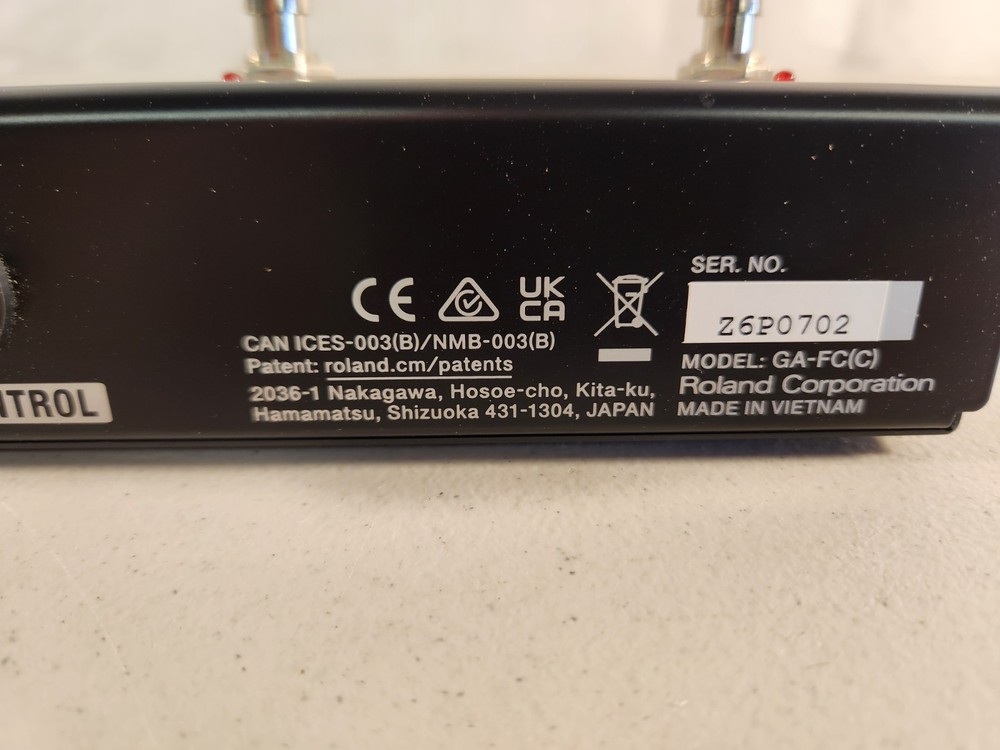 CE
UK
CA
SER. NO.
Z6P0702
CAN ICES-003(B)/NMB-003(B)
Patent: roland.cm/patents
2036-1 Nakagawa, Hosoe-cho, Kita-ku,
Hamamatsu, Shizuoka 431-1304, JAPAN
MODEL: GA-FC(C)
Roland Corporation
MADE IN VIETNAM
NTROL